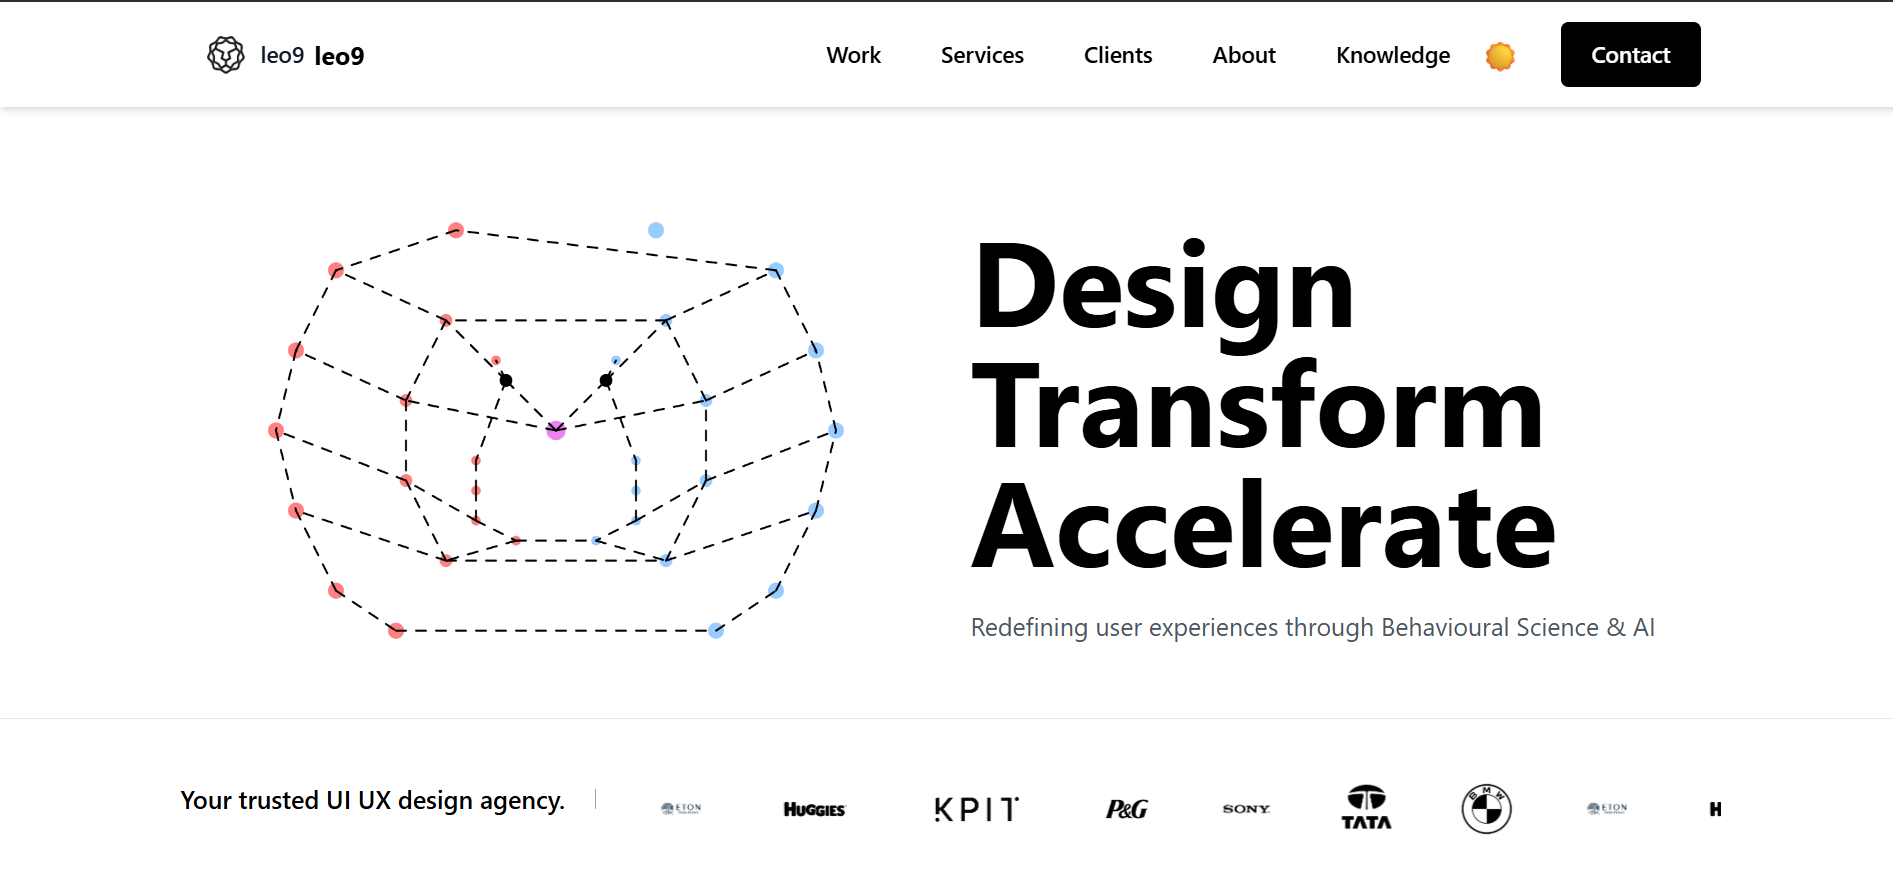 leo9 leo9 Work Services Clients About Knowledge Contact
Design
Transform
Accelerate
Redefining user experiences through Behavioural Science & AI
Your trusted UI UX design agency.
ETON HUGGIES KPIT P&G SONY TATA BMW ETON H